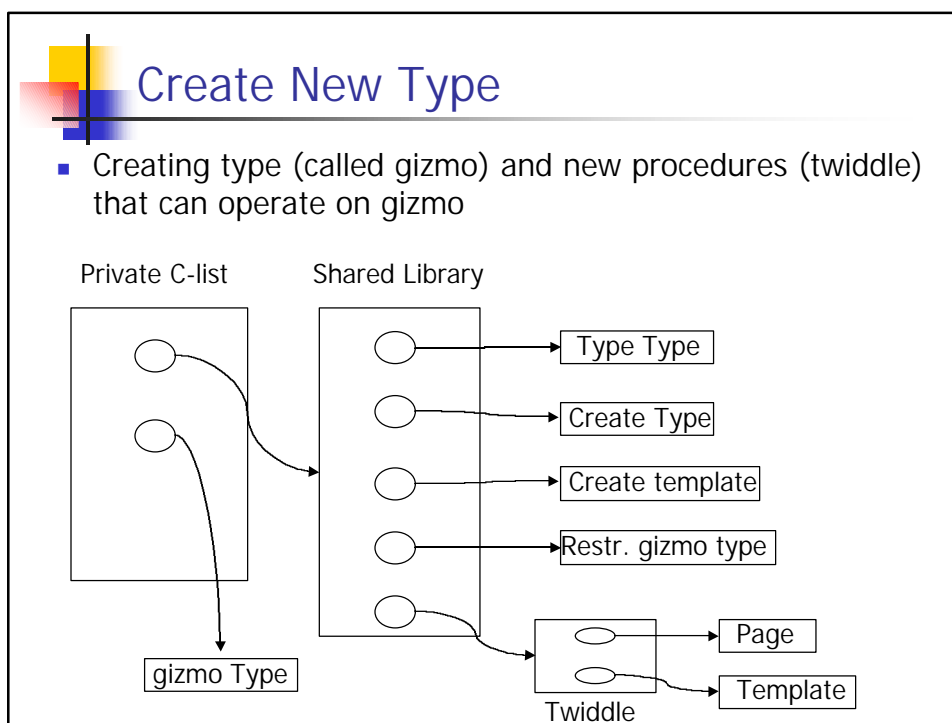 Create New Type
Creating type (called gizmo) and new procedures (twiddle)
that can operate on gizmo
Private C-list
Shared Library
Type Type
Create Type
Create template
Restr. gizmo type
Page
gizmo Type
Template
Twiddle